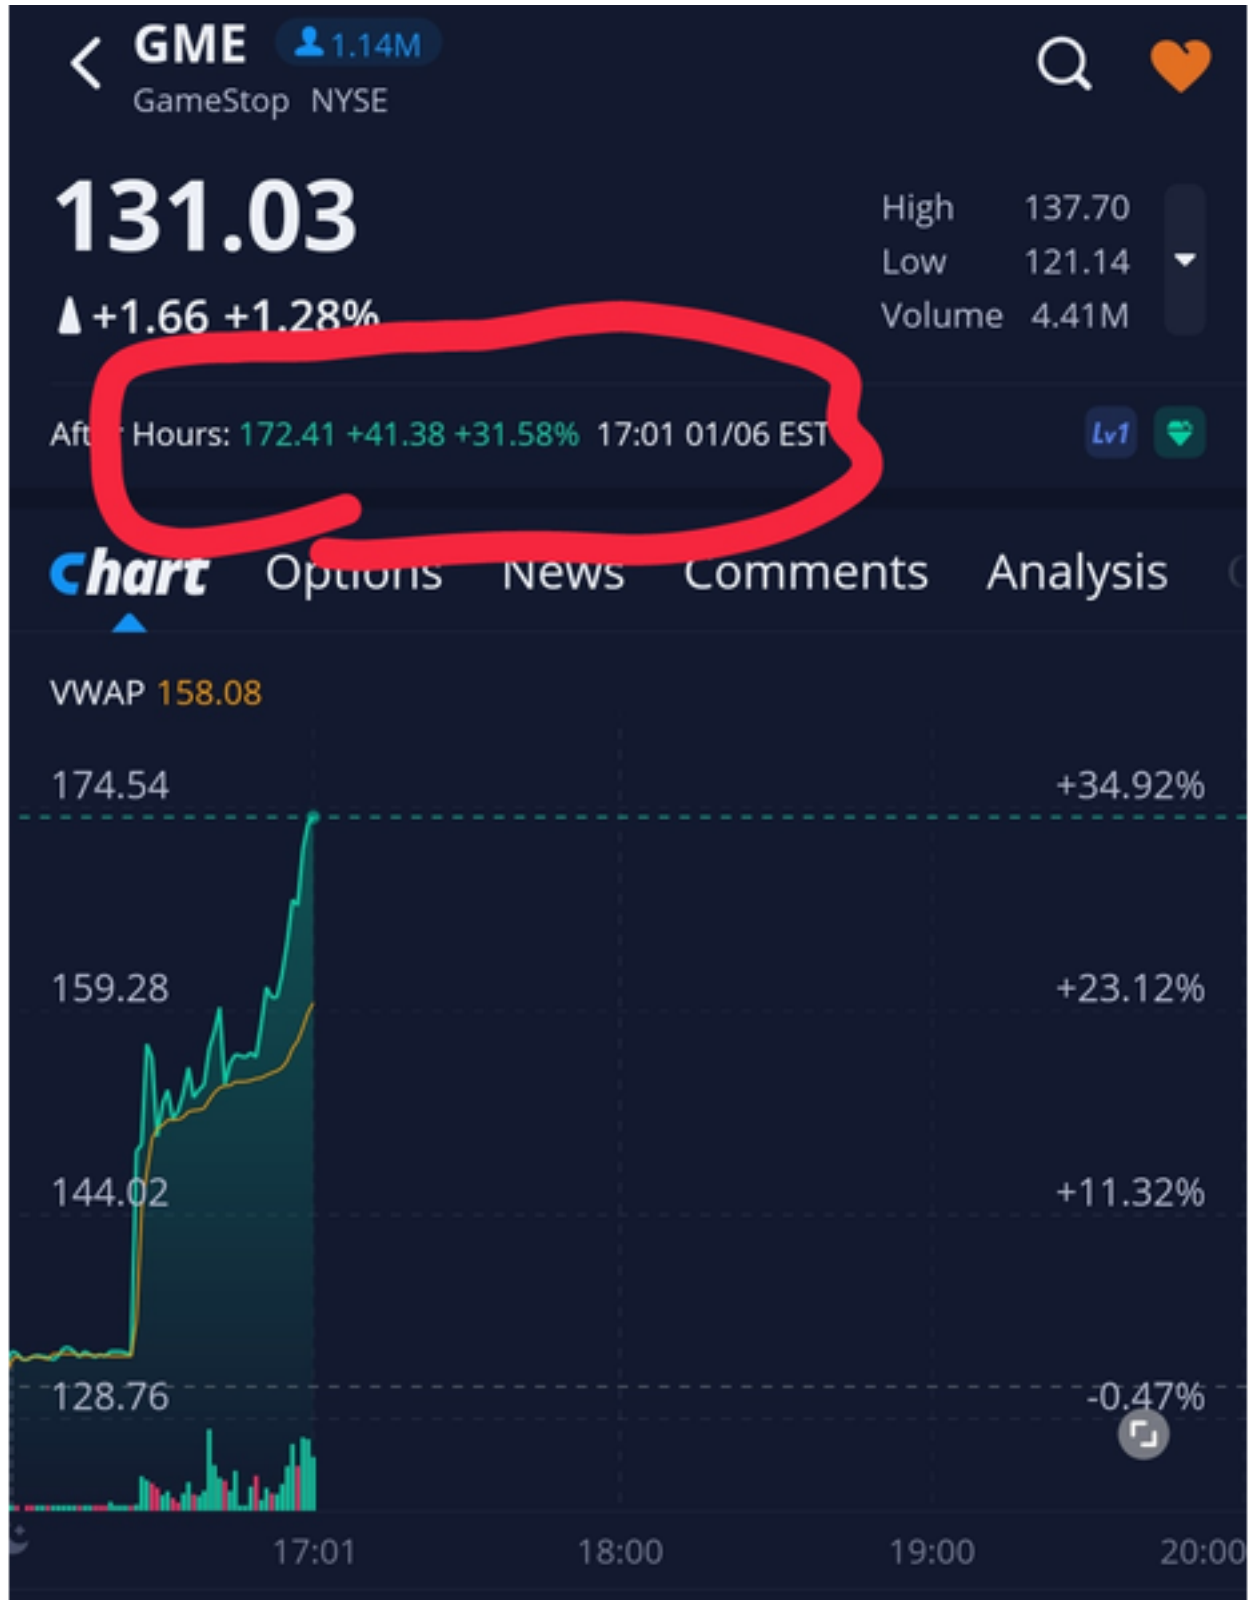 GME 1.14M
GameStop NYSE
131.03
+1.66 +1.28%
High 137.70
Low 121.14
Volume 4.41M
After Hours: 172.41 +41.38 +31.58% 17:01 01/06 EST
Lv1
Chart Options News Comments Analysis
VWAP 158.08
174.54 +34.92%
159.28 +23.12%
144.02 +11.32%
128.76 -0.47%
17:01 18:00 19:00 20:00